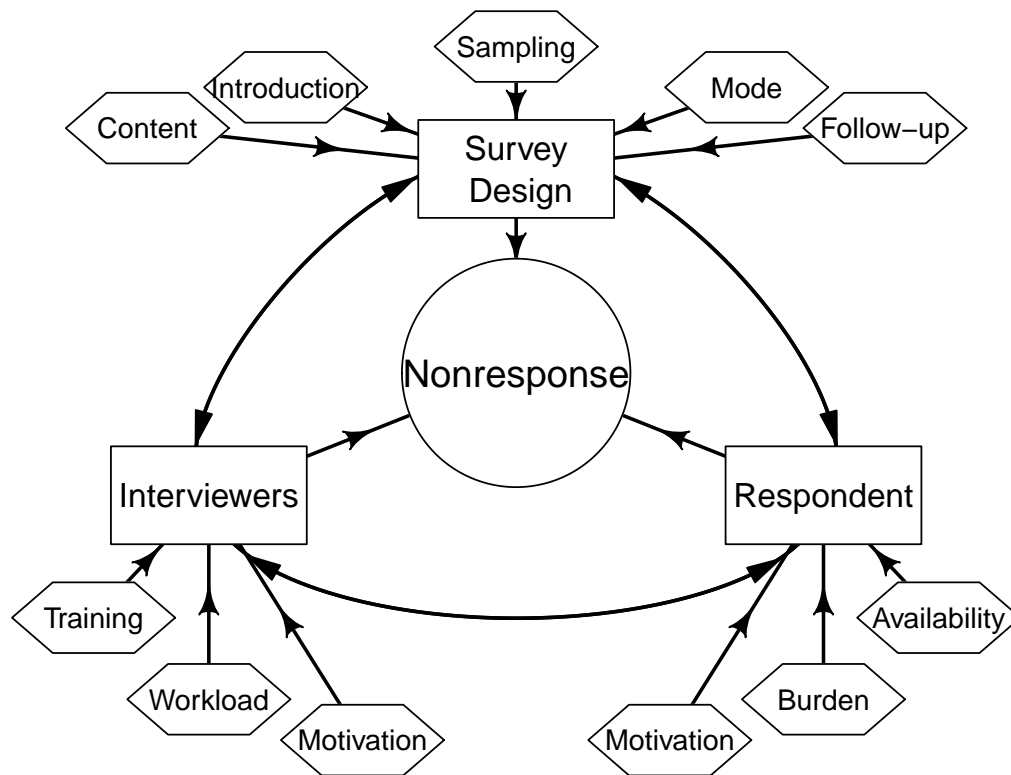 Sampling
Introduction
Mode
Content
Follow−up
Survey
Design
Nonresponse
Interviewers
Respondent
Training
Availability
Workload
Burden
Motivation
Motivation